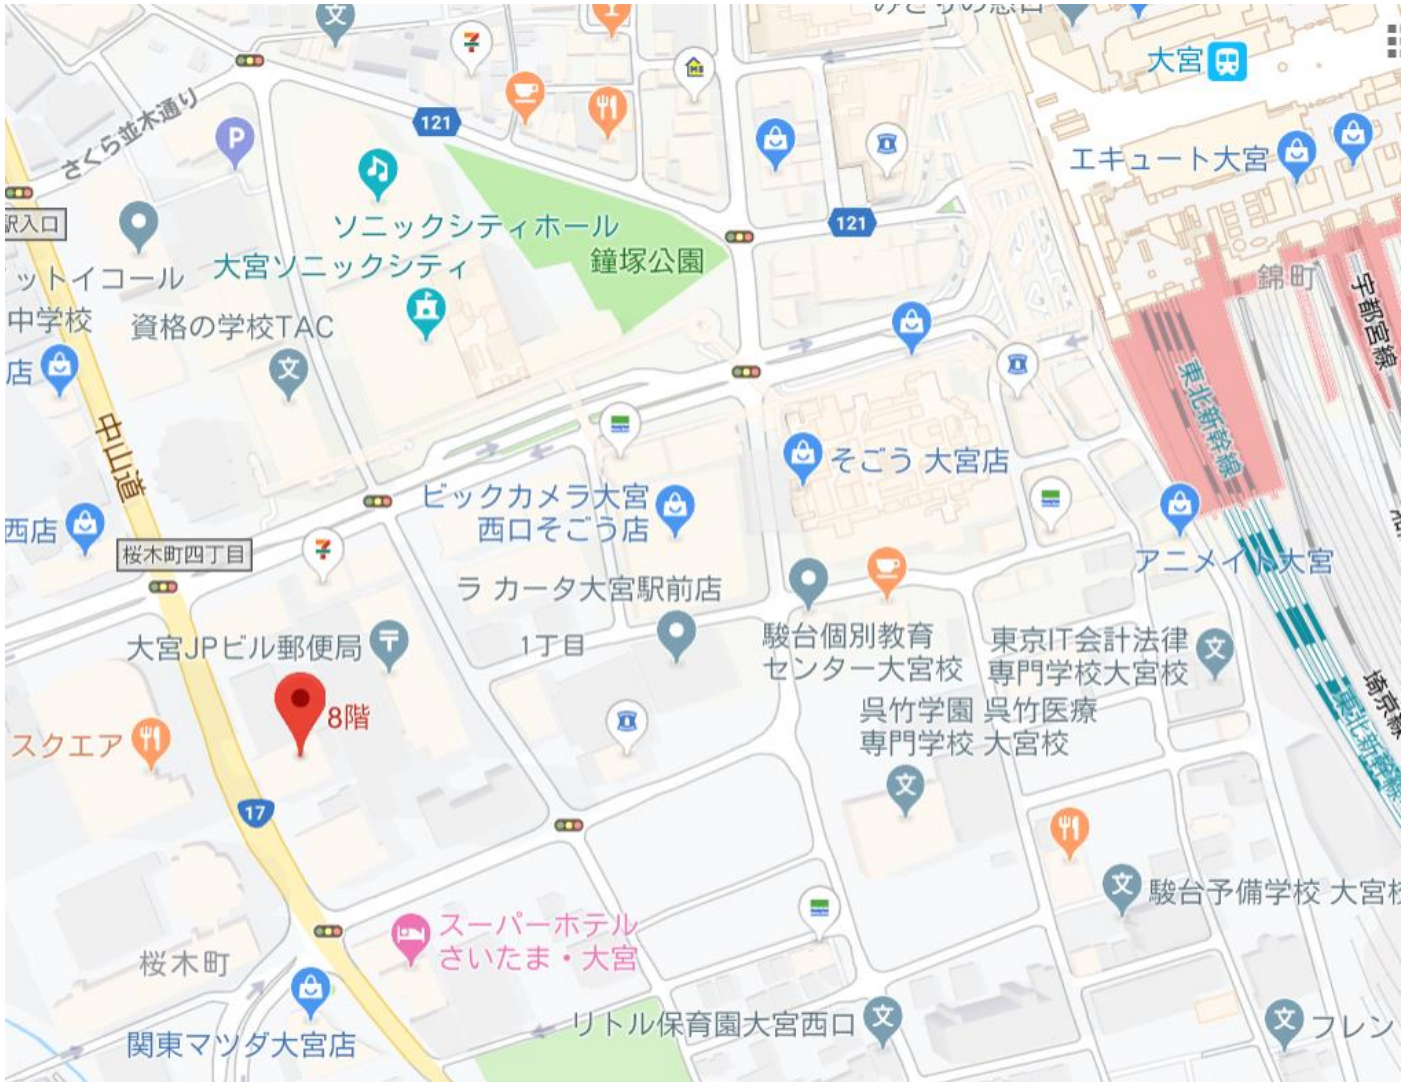 みどりの窓口
大宮
121
さくら並木通り
P
エキュート大宮
駅入口
ソニックシティホール
121
大宮ソニックシティ
鐘塚公園
錦町
ットイコール
宇都宮線
中学校
資格の学校TAC
店
東北新幹線
中山道
そごう 大宮店
ビックカメラ大宮
西口そごう店
西店
桜木町四丁目
アニメイト大宮
ラ カータ大宮駅前店
大宮JPビル郵便局
1丁目
駿台個別教育
センター大宮校
東京IT会計法律
専門学校大宮校
8階
呉竹学園 呉竹医療
専門学校 大宮校
埼京線
東北新幹線
スクエア
17
駿台予備学校 大宮校
スーパーホテル
さいたま・大宮
桜木町
リトル保育園大宮西口
フレン
関東マツダ大宮店